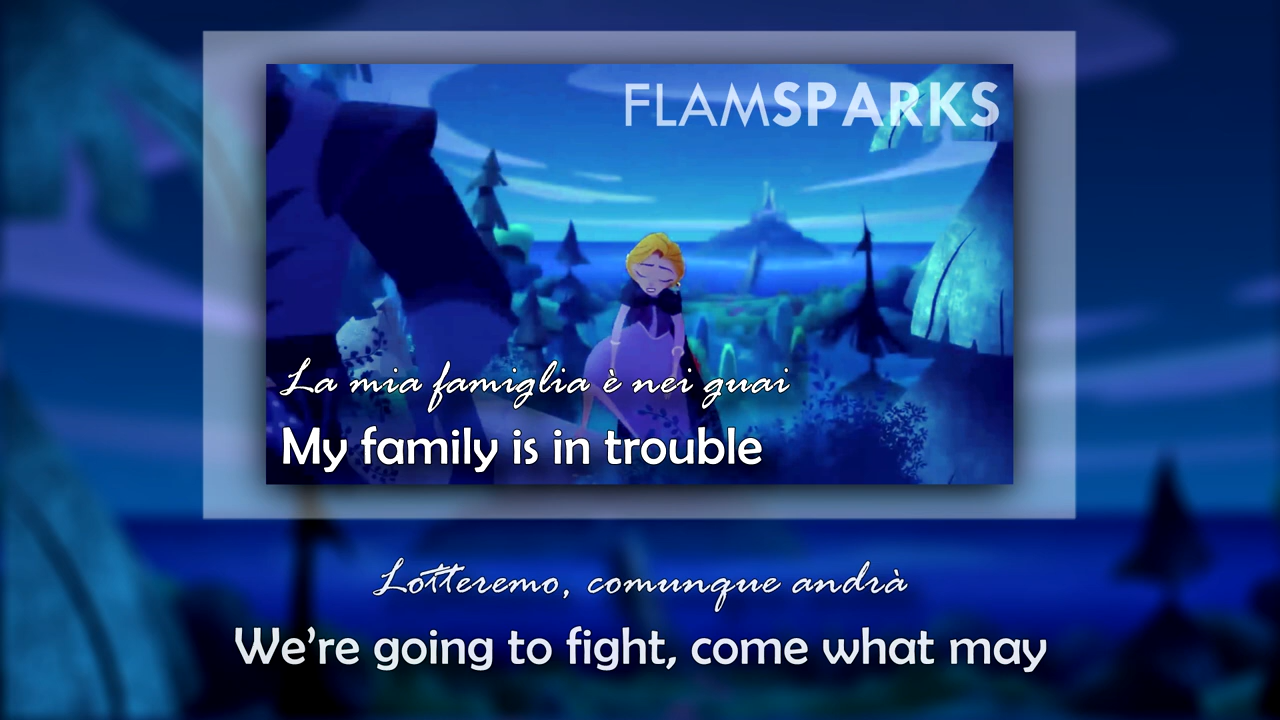 FLAMSPARKS
La mia famiglia è nei guai
My family is in trouble
Lotteremo, comunque andrà
We're going to fight, come what may